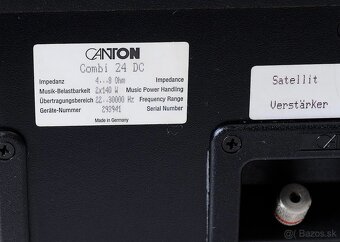 CANTON
Combi 24 DC
Impedanz 4...8 Ohm Impedance
Musik-Belastbarkeit 2x140 W Music Power Handling
Übertragungsbereich 22...30000 Hz Frequency Range
Geräte-Nummer 292941 Serial Number
Made in Germany
Satellit
Verstärker
© Bazos.sk